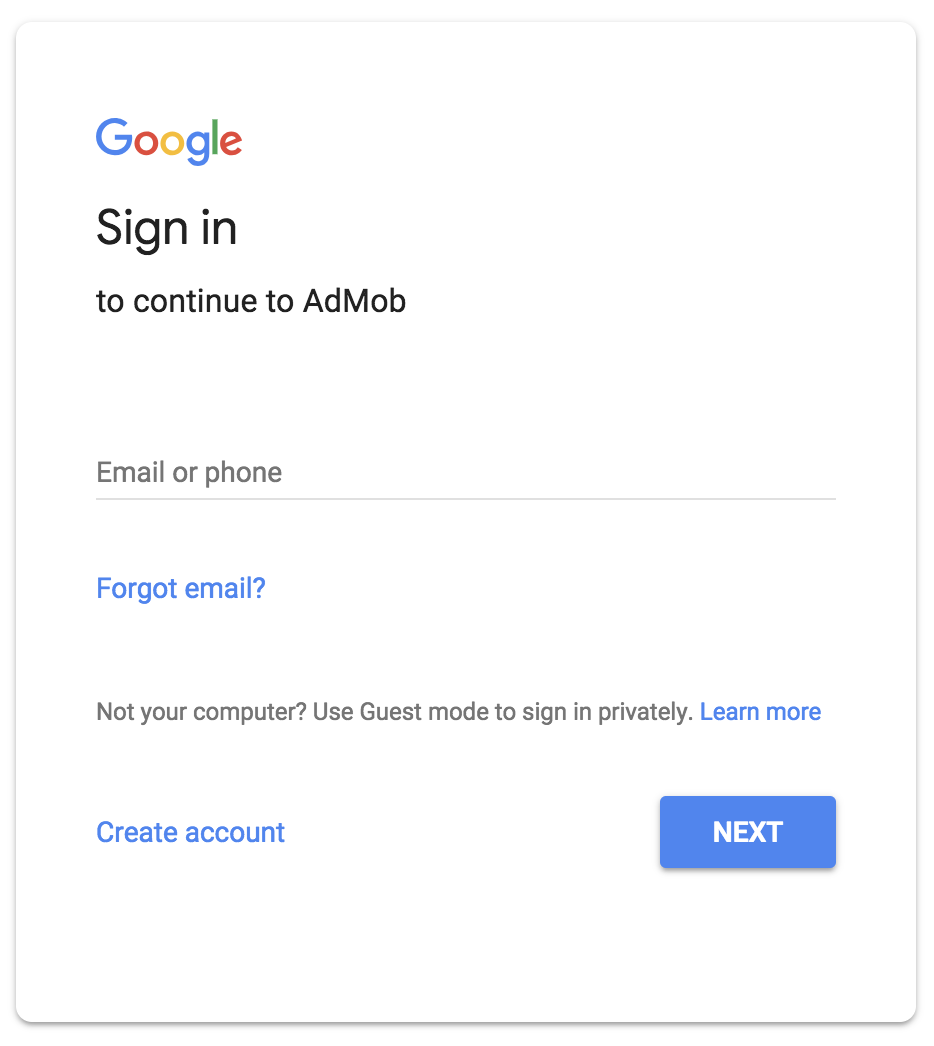 Google
Sign in
to continue to AdMob
Email or phone
Forgot email?
Not your computer? Use Guest mode to sign in privately. Learn more
Create account
NEXT